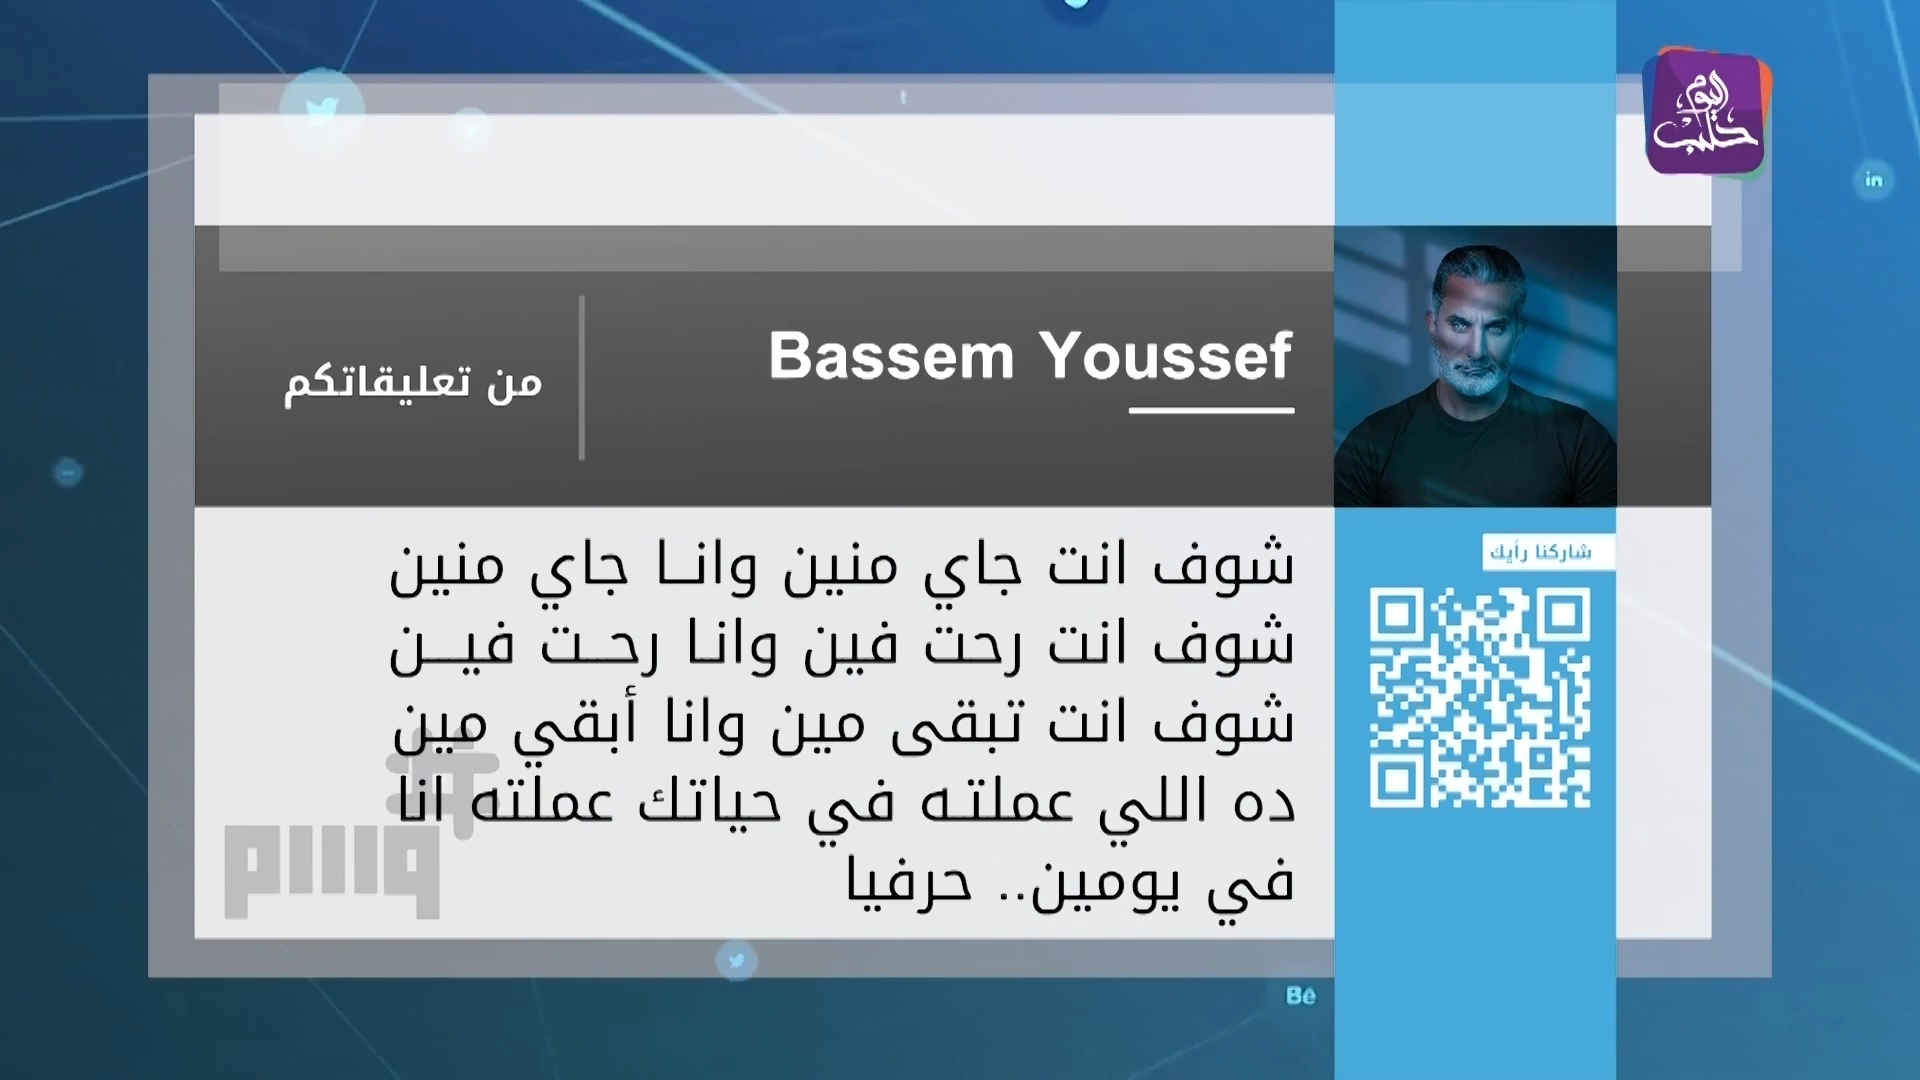 حلب اليوم
Bassem Youssef
من تعليقاتكم
شاركنا رأيك
شوف انت جاي منين وانا جاي منين
شوف انت رحت فين وانا رحت فين
شوف انت تبقى مين وانا أبقي مين
ده اللي عملته في حياتك عملته انا
في يومين.. حرفيا
#وسم
in
t
Bē